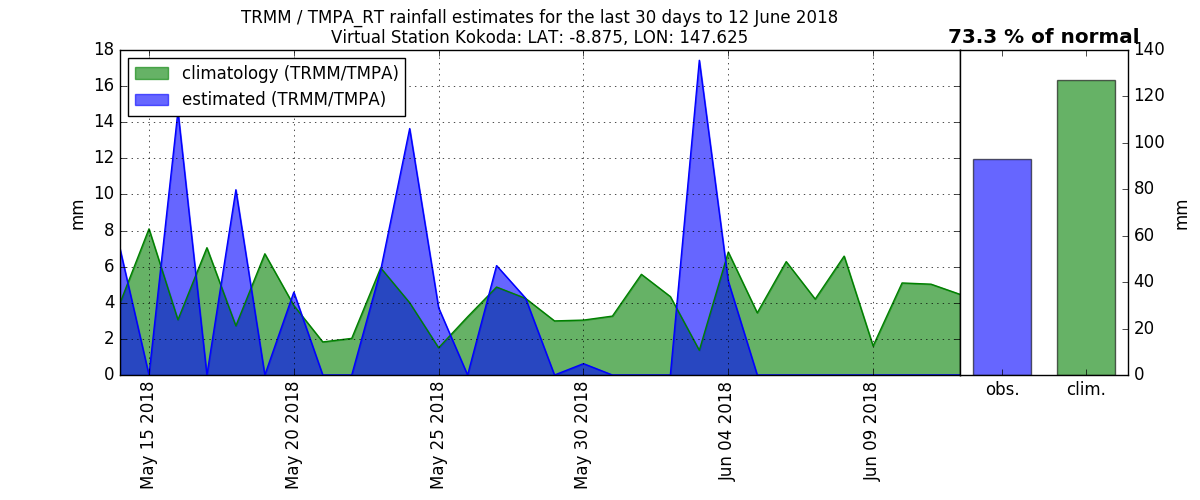 TRMM / TMPA_RT rainfall estimates for the last 30 days to 12 June 2018
Virtual Station Kokoda: LAT: -8.875, LON: 147.625
73.3 % of normal
climatology (TRMM/TMPA)
estimated (TRMM/TMPA)
18
16
14
12
10
8
6
4
2
0
mm
May 15 2018
May 20 2018
May 25 2018
May 30 2018
Jun 04 2018
Jun 09 2018
obs.
clim.
140
120
100
80
60
40
20
0
mm